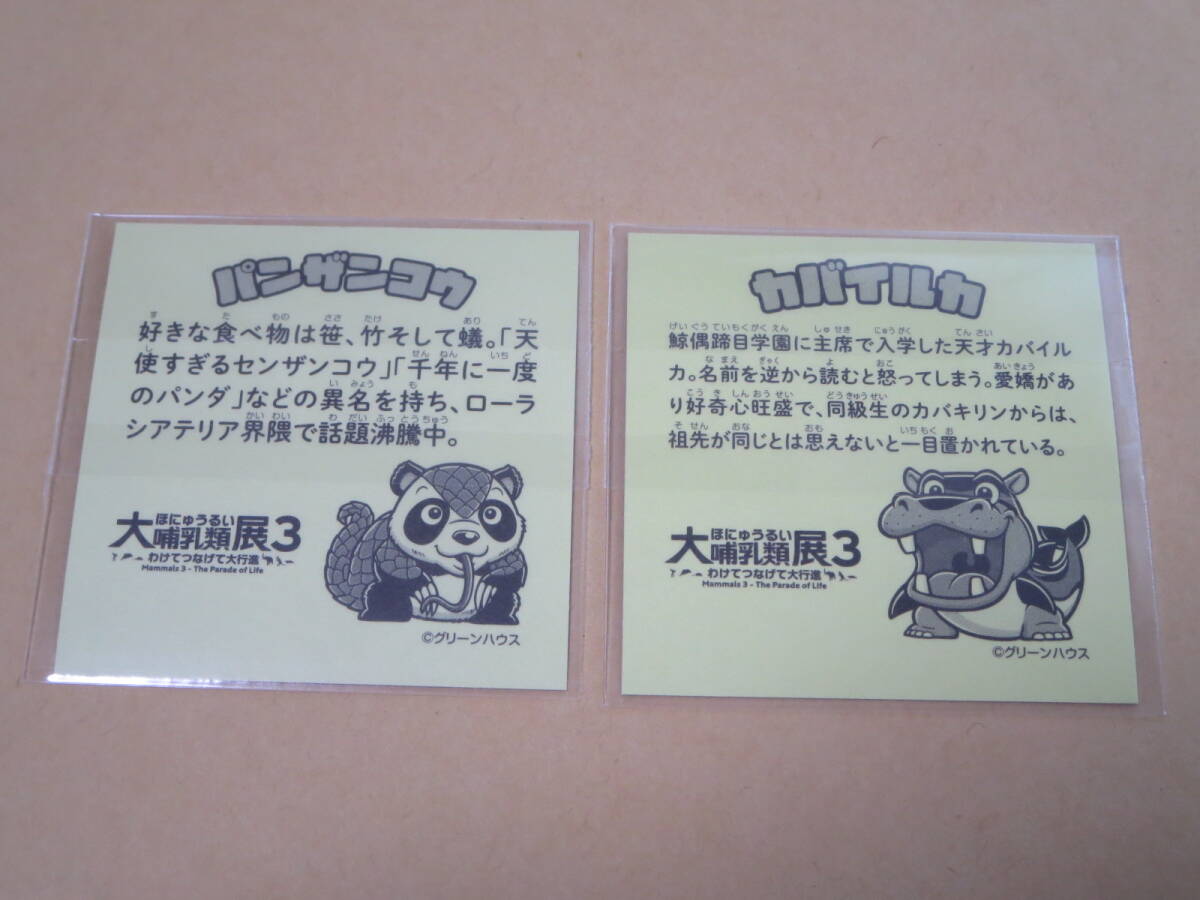 パンザンコウ
好きな食べ物は笹、竹そして蟻。「天
使すぎるセンザンコウ」「千年に一度
のパンダ」などの異名を持ち、ローラ
シアテリア界隈で話題沸騰中。
大哺乳類展3
ほにゅうるい
わけてつなげて大行進
Mammals 3 - The Parade of Life
©グリーンハウス
カバイルカ
鯨偶蹄目学園に主席で入学した天才カバイル
カ。名前を逆から読むと怒ってしまう。愛嬌があ
り好奇心旺盛で、同級生のカバキリンからは、
祖先が同じとは思えないと一目置かれている。
大哺乳類展3
ほにゅうるい
わけてつなげて大行進
Mammals 3 - The Parade of Life
©グリーンハウス